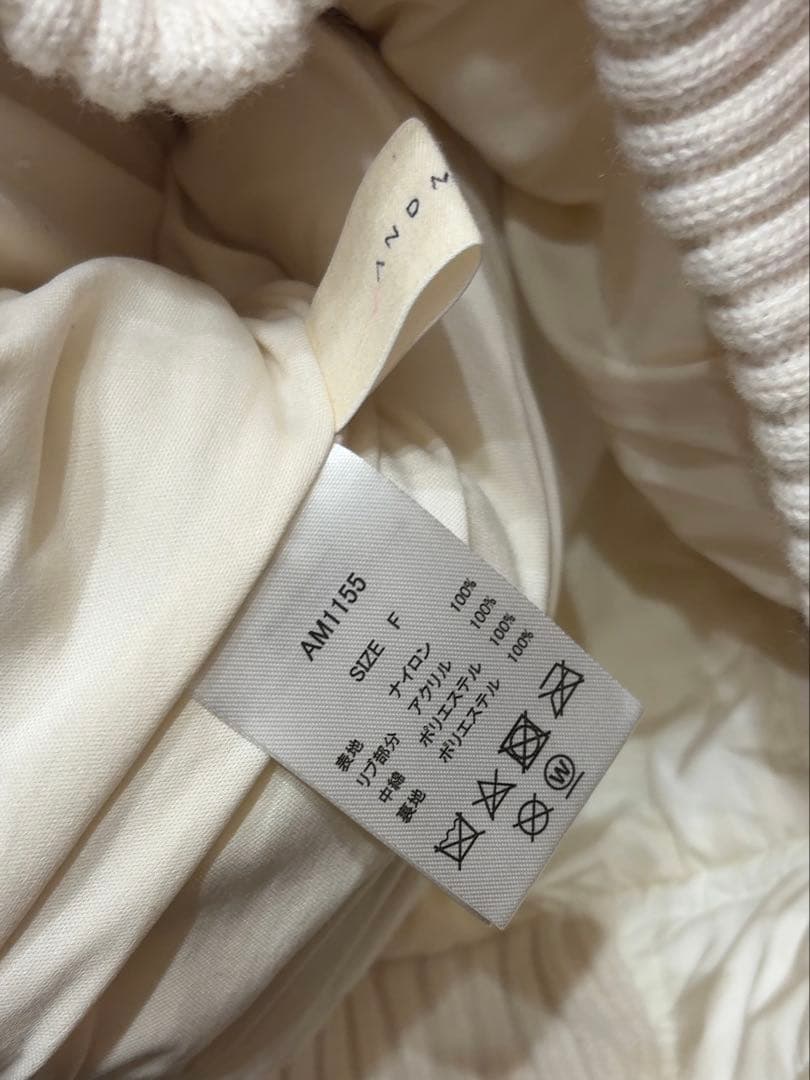 ANDM
AM1155
SIZE F
表地 ナイロン 100%
リブ部分 アクリル 100%
中綿 ポリエステル 100%
裏地 ポリエステル 100%
W